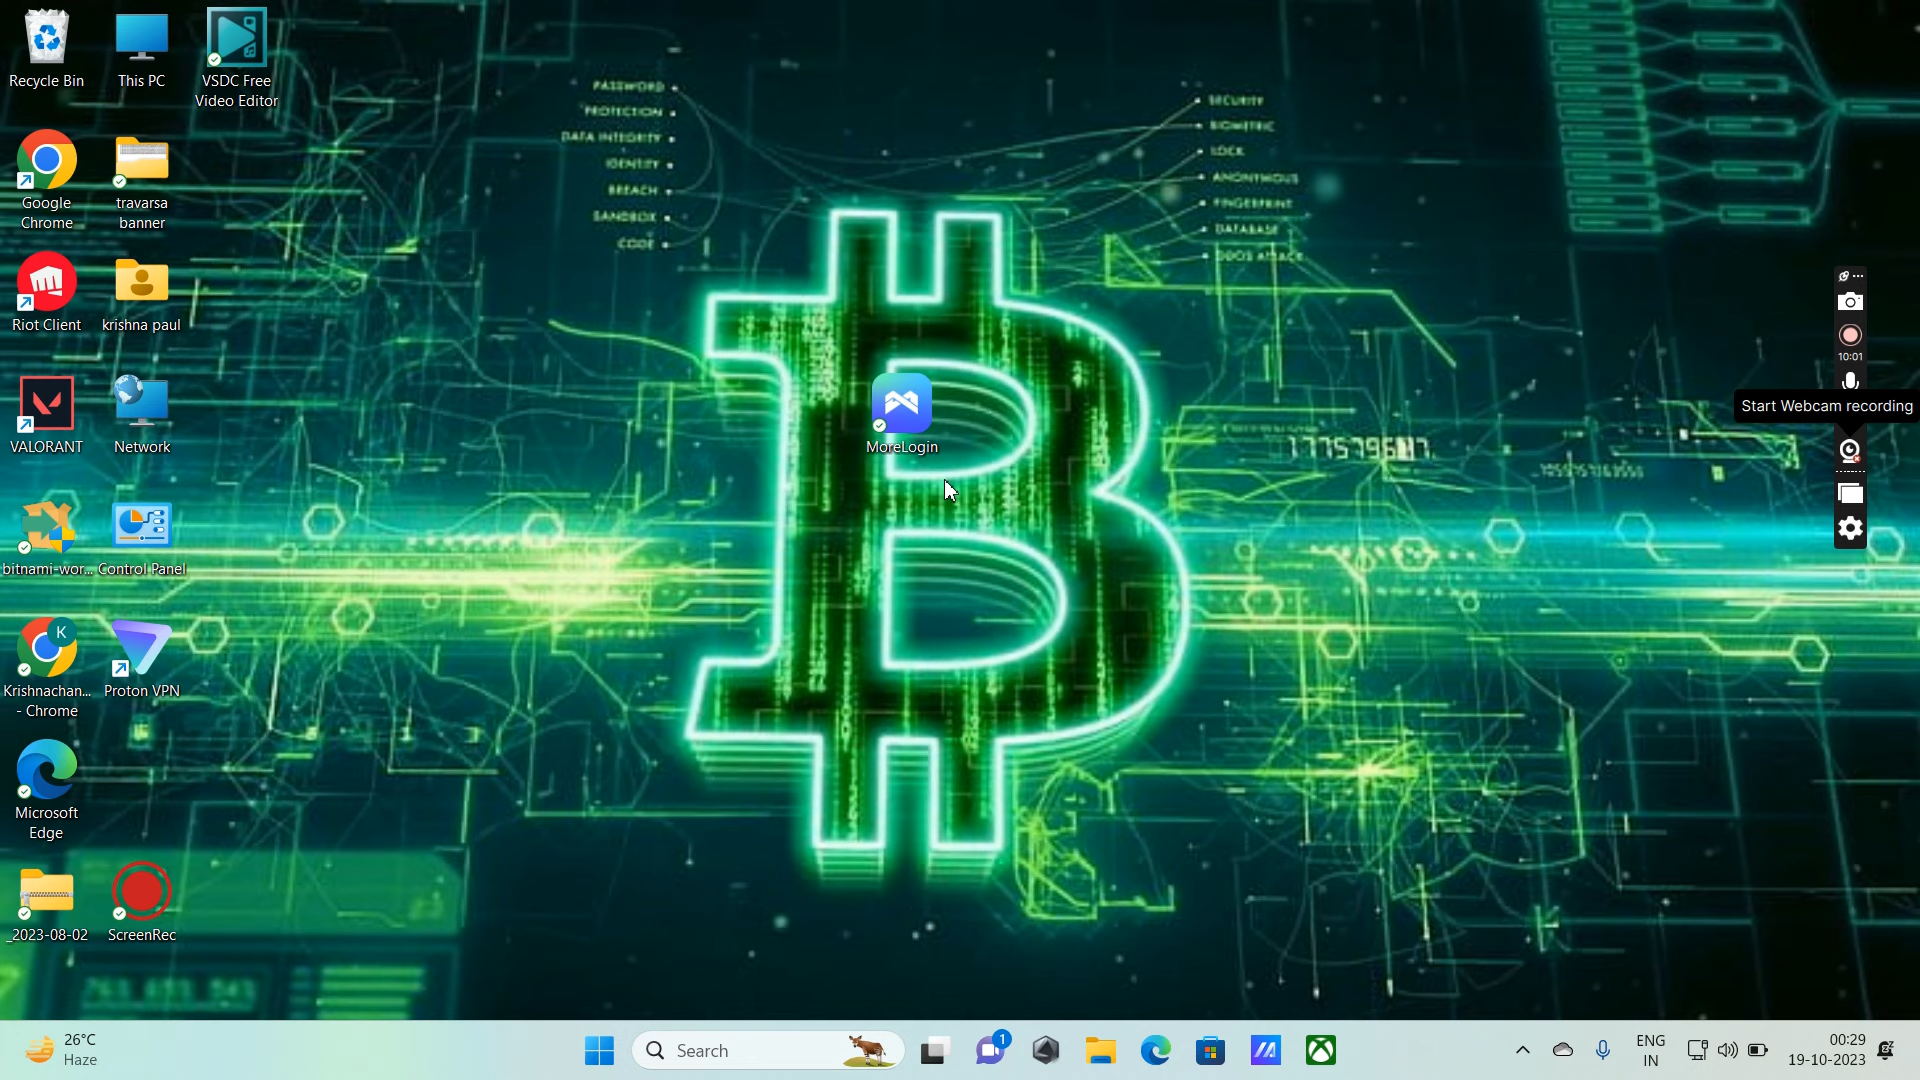 Recycle Bin
This PC
VSDC Free
Video Editor
Google
Chrome
travarsa
banner
Riot Client
krishna paul
VALORANT
Network
bitnami-wor...
Control Panel
K
Krishnachan...
- Chrome
Proton VPN
Microsoft
Edge
_2023-08-02
ScreenRec
MoreLogin
PASSWORD
PROTECTION
DATA INTEGRITY
IDENTITY
BREACH
SANDBOX
CODE
SECURITY
BIOMETRIC
LOCK
ANONYMOUS
FINGERPRINT
DATABASE
DDOS ATTACK
10:01
Start Webcam recording
26°C
Haze
Search
1
ENG
IN
00:29
19-10-2023